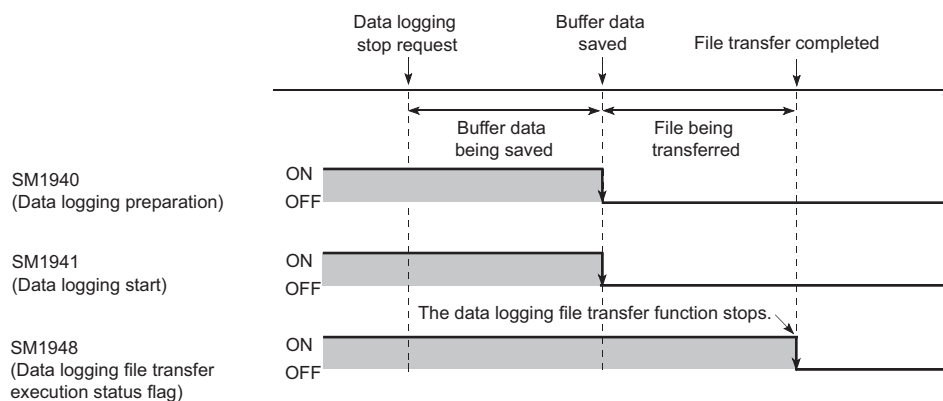 Data logging
stop request
Buffer data
saved
File transfer completed
Buffer data
being saved
File being
transferred
SM1940
(Data logging preparation)
ON
OFF
SM1941
(Data logging start)
ON
OFF
The data logging file transfer function stops.
SM1948
(Data logging file transfer
execution status flag)
ON
OFF